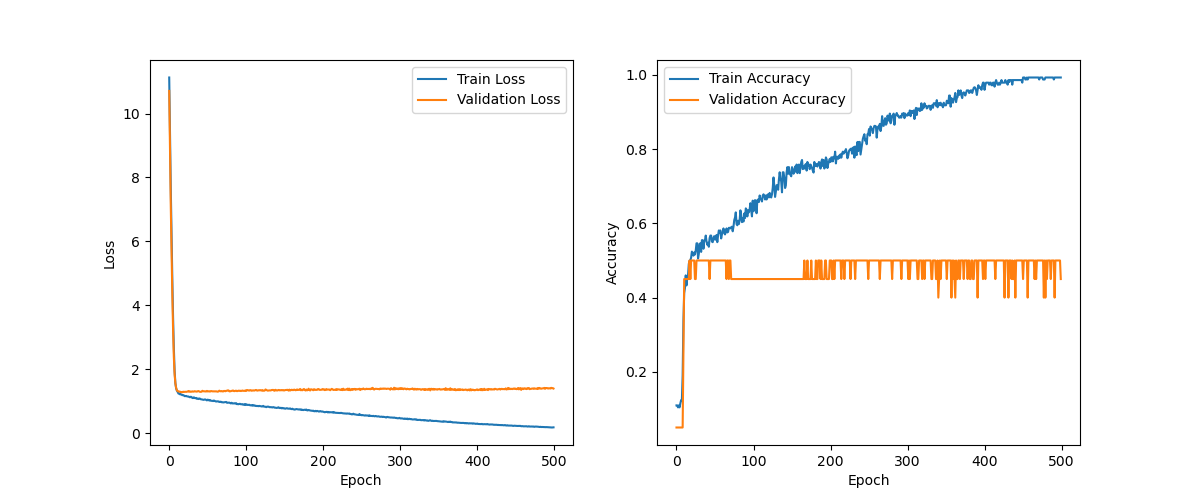 Train Loss
Validation Loss
10
8
6
4
2
0
Loss
0 100 200 300 400 500
Epoch
Train Accuracy
Validation Accuracy
1.0
0.8
0.6
0.4
0.2
Accuracy
0 100 200 300 400 500
Epoch